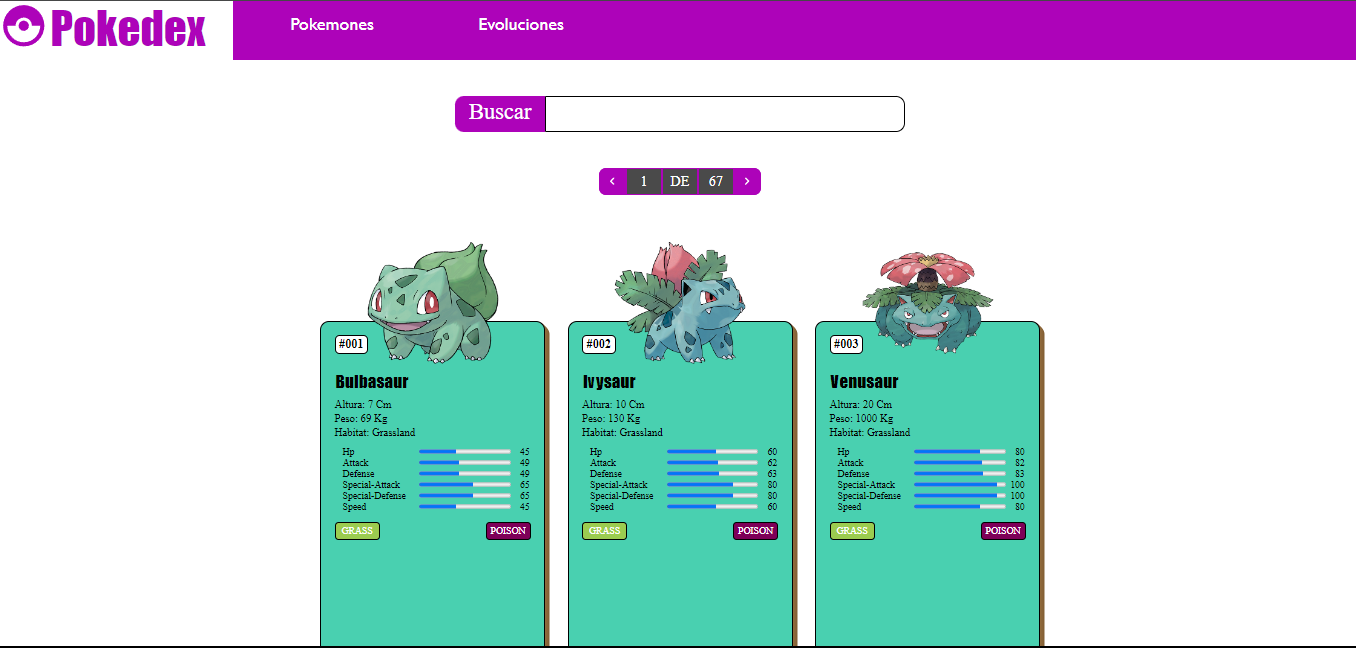 Pokedex Pokemones Evoluciones
Buscar
‹ 1 DE 67 ›
#001
Bulbasaur
Altura: 7 Cm
Peso: 69 Kg
Habitat: Grassland
Hp 45
Attack 49
Defense 49
Special-Attack 65
Special-Defense 65
Speed 45
GRASS POISON
#002
Ivysaur
Altura: 10 Cm
Peso: 130 Kg
Habitat: Grassland
Hp 60
Attack 62
Defense 63
Special-Attack 80
Special-Defense 80
Speed 60
GRASS POISON
#003
Venusaur
Altura: 20 Cm
Peso: 1000 Kg
Habitat: Grassland
Hp 80
Attack 82
Defense 83
Special-Attack 100
Special-Defense 100
Speed 80
GRASS POISON